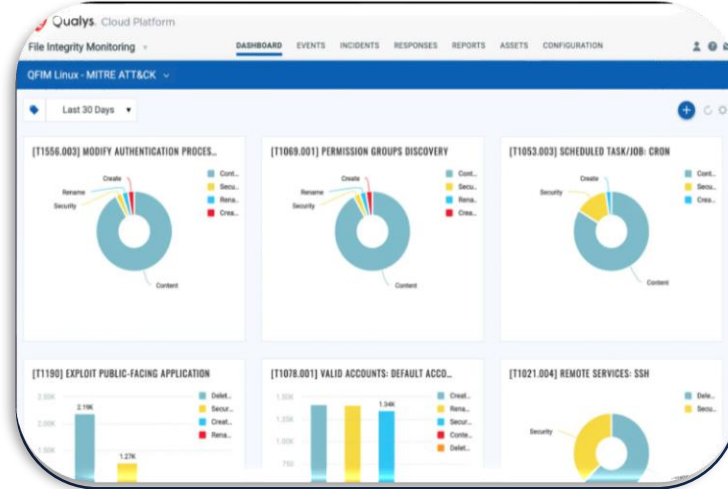 Qualys. Cloud Platform
File Integrity Monitoring
DASHBOARD EVENTS INCIDENTS RESPONSES REPORTS ASSETS CONFIGURATION
QFIM Linux - MITRE ATT&CK
Last 30 Days
[T1556.003] MODIFY AUTHENTICATION PROCES...
Create
Rename
Security
Content
Cont...
Secu...
Rena...
Crea...
[T1069.001] PERMISSION GROUPS DISCOVERY
Create
Rename
Security
Content
Cont...
Secu...
Rena...
Crea...
[T1053.003] SCHEDULED TASK/JOB: CRON
Create
Security
Content
Cont...
Secu...
Crea...
[T1190] EXPLOIT PUBLIC-FACING APPLICATION
2.19K
1.27K
Delet...
Secur...
Creat...
Rena...
[T1078.001] VALID ACCOUNTS: DEFAULT ACCO...
1.34K
750
Creat...
Rena...
Secur...
Conte...
Delet...
[T1021.004] REMOTE SERVICES: SSH
Security
Dele...
Secu...